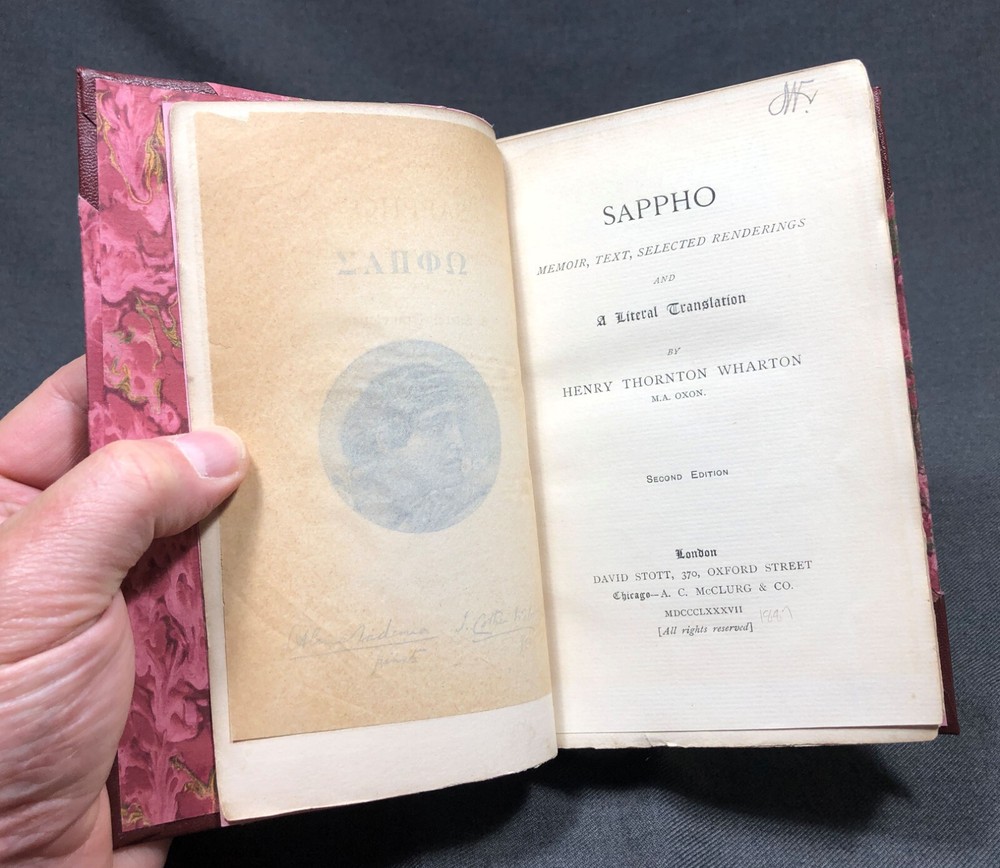 ΣΑΠΦΩ
SAPPHO
MEMOIR, TEXT, SELECTED RENDERINGS
AND
A Literal Translation
BY
HENRY THORNTON WHARTON
M.A. OXON.
SECOND EDITION
London
DAVID STOTT, 370, OXFORD STREET
Chicago—A. C. McCLURG & CO.
MDCCCLXXXVII 1887
[All rights reserved]